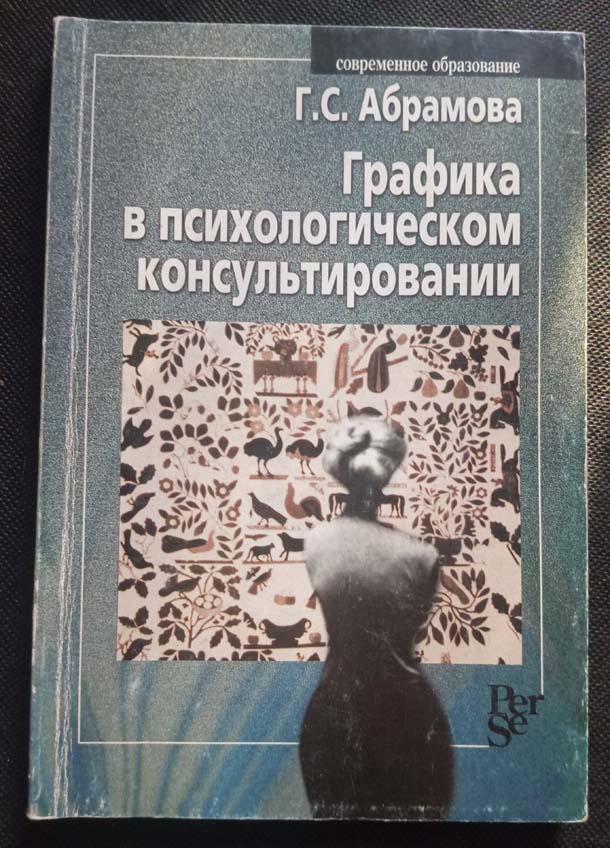 современное образование
Г.С. Абрамова
Графика
в психологическом
консультировании
Per
Se